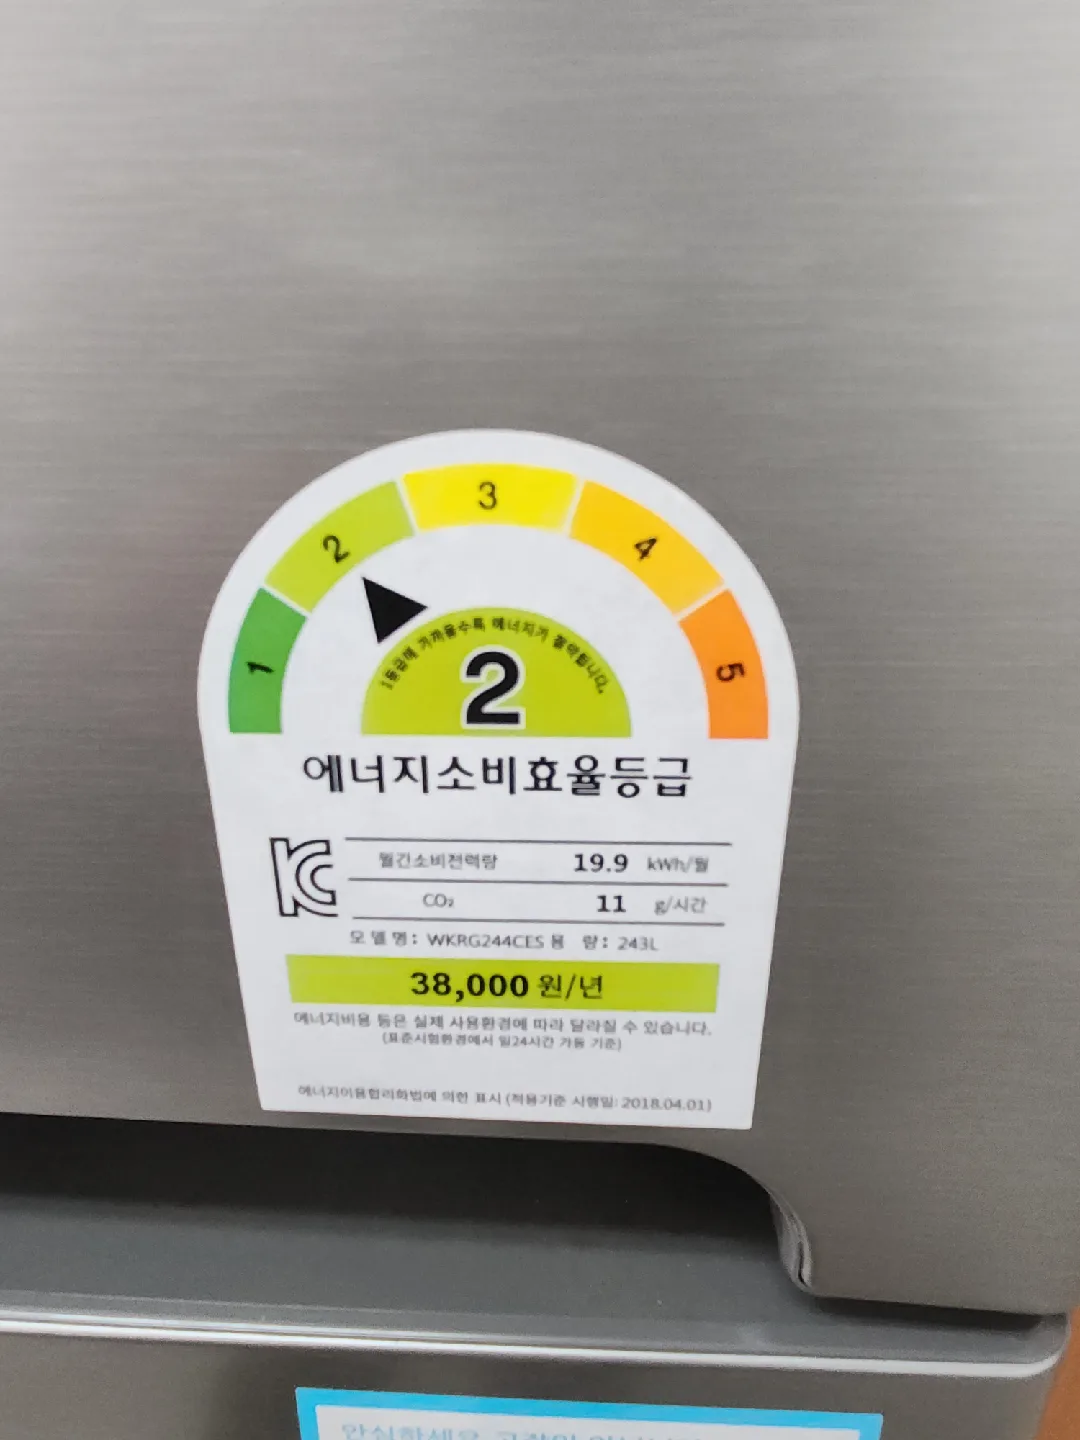 3
2
4
1
5
1등급에 가까울수록 에너지가 절약됩니다.
2
에너지소비효율등급
월간소비전력량 19.9 kWh/월
CO₂ 11 g/시간
모델명: WKRG244CES 용 량: 243L
38,000 원/년
에너지비용 등은 실제 사용환경에 따라 달라질 수 있습니다.
(표준시험환경에서 일24시간 가동 기준)
에너지이용합리화법에 의한 표시 (적용기준 시행일: 2018.04.01)